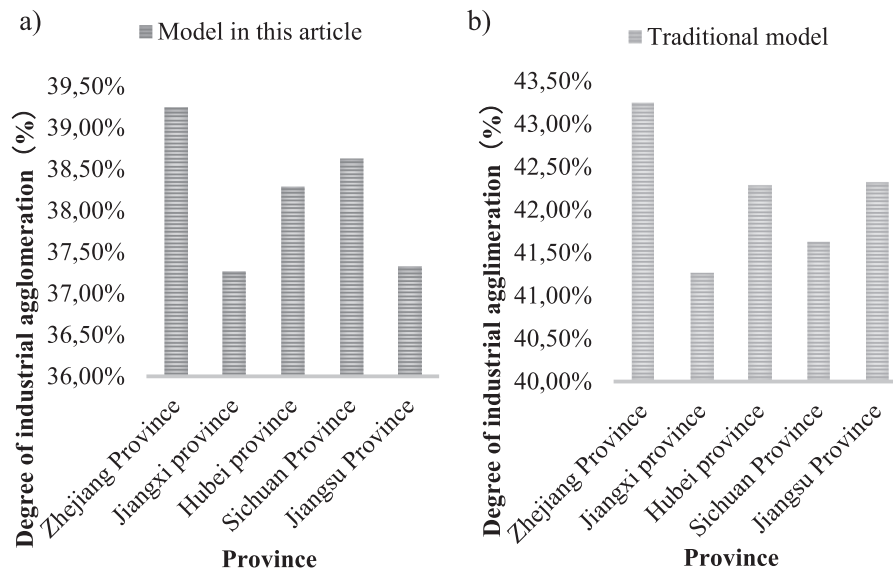 a)
Model in this article
Degree of industrial agglomeration (%)
39,50%
39,00%
38,50%
38,00%
37,50%
37,00%
36,50%
36,00%
Zhejiang Province
Jiangxi province
Hubei province
Sichuan Province
Jiangsu Province
Province
b)
Traditional model
Degree of industrial agglimeration (%)
43,50%
43,00%
42,50%
42,00%
41,50%
41,00%
40,50%
40,00%
Zhejiang Province
Jiangxi province
Hubei province
Sichuan Province
Jiangsu Province
Province